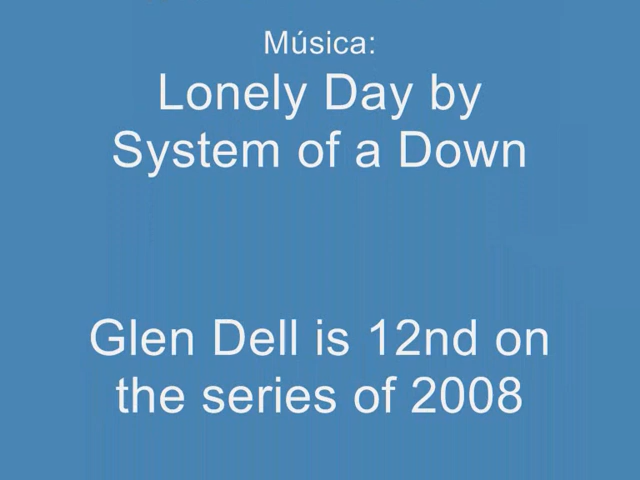 Música:
Lonely Day by
System of a Down
Glen Dell is 12nd on
the series of 2008